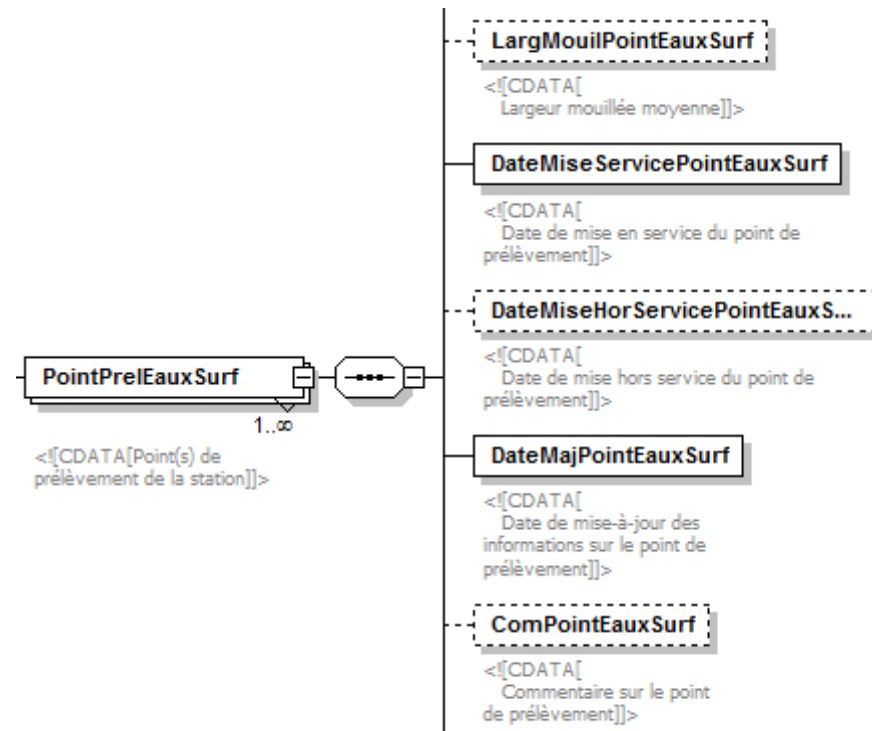 LargMouilPointEauxSurf
<![CDATA[
Largeur mouillée moyenne]]>
DateMiseServicePointEauxSurf
<![CDATA[
Date de mise en service du point de
prélèvement]]>
DateMiseHorServicePointEauxS...
<![CDATA[
Date de mise hors service du point de
prélèvement]]>
PointPrelEauxSurf
1..∞
<![CDATA[Point(s) de
prélèvement de la station]]>
DateMajPointEauxSurf
<![CDATA[
Date de mise-à-jour des
informations sur le point de
prélèvement]]>
ComPointEauxSurf
<![CDATA[
Commentaire sur le point
de prélèvement]]>